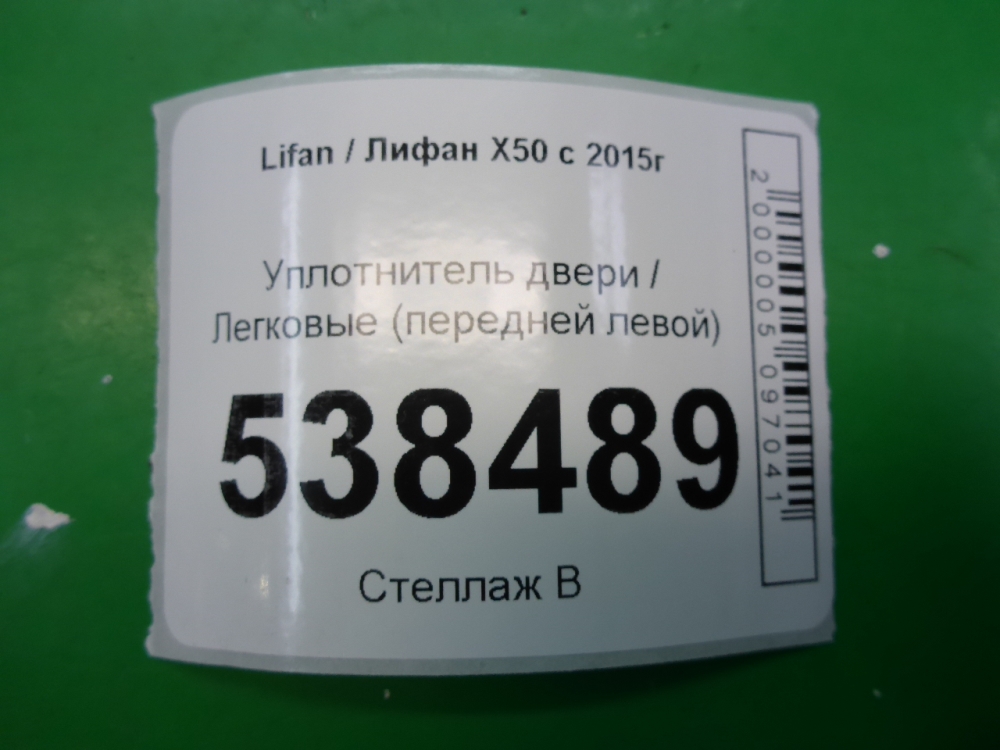 Lifan / Лифан X50 с 2015г
Уплотнитель двери /
Легковые (передней левой)
538489
Стеллаж В
2000005097041